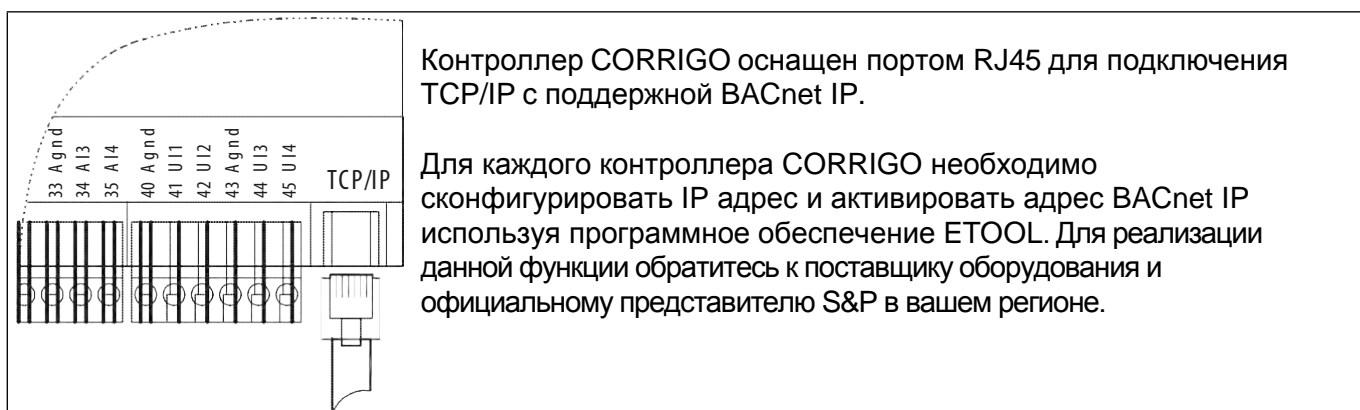 Контроллер CORRIGO оснащен портом RJ45 для подключения
TCP/IP с поддержной BACnet IP.
Для каждого контроллера CORRIGO необходимо
сконфигурировать IP адрес и активировать адрес BACnet IP
используя программное обеспечение ETOOL. Для реализации
данной функции обратитесь к поставщику оборудования и
официальному представителю S&P в вашем регионе.
33 Agnd
34 AI3
35 AI4
40 Agnd
41 UI1
42 UI2
43 Agnd
44 UI3
45 UI4
TCP/IP